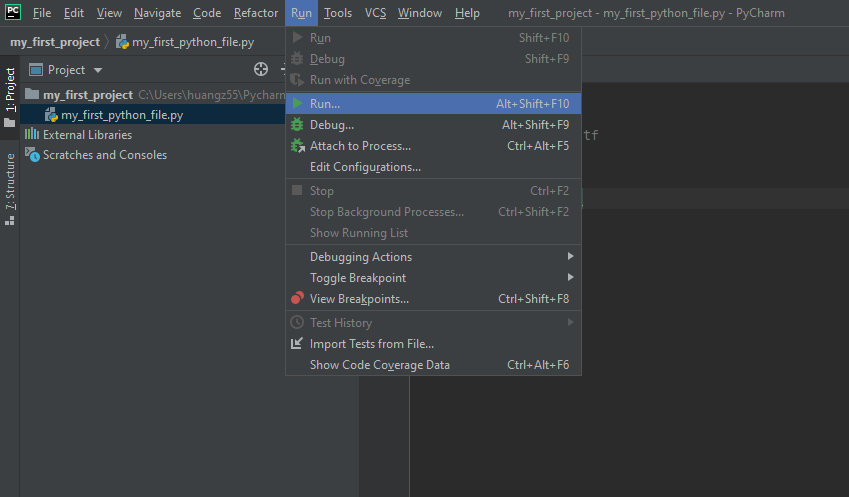 PC File Edit View Navigate Code Refactor Run Tools VCS Window Help my_first_project - my_first_python_file.py - PyCharm
my_first_project my_first_python_file.py
1: Project
7: Structure
Project
my_first_project C:\Users\huangz55\Pycharm
my_first_python_file.py
External Libraries
Scratches and Consoles
Run Shift+F10
Debug Shift+F9
Run with Coverage
Run... Alt+Shift+F10
Debug... Alt+Shift+F9
Attach to Process... Ctrl+Alt+F5
Edit Configurations...
Stop Ctrl+F2
Stop Background Processes... Ctrl+Shift+F2
Show Running List
Debugging Actions
Toggle Breakpoint
View Breakpoints... Ctrl+Shift+F8
Test History
Import Tests from File...
Show Code Coverage Data Ctrl+Alt+F6
tf